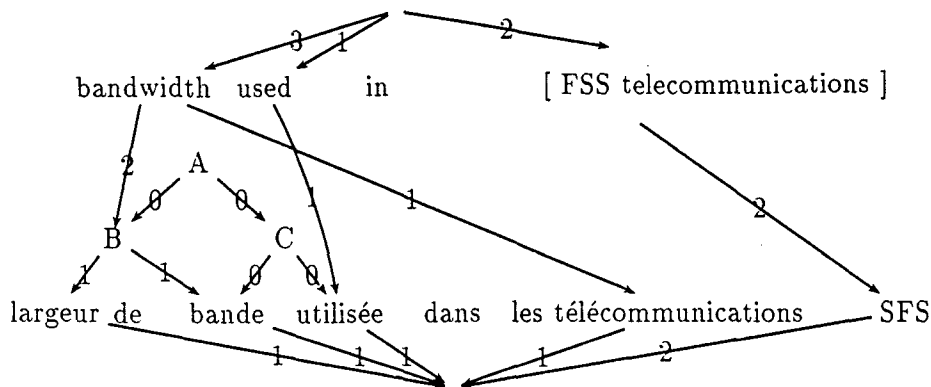 3 1 2
bandwidth used in [ FSS telecommunications ]
2 A 1 1 2
0 0
B C
1 1 0 0
largeur de bande utilisée dans les télécommunications SFS
1 1 1 1 2